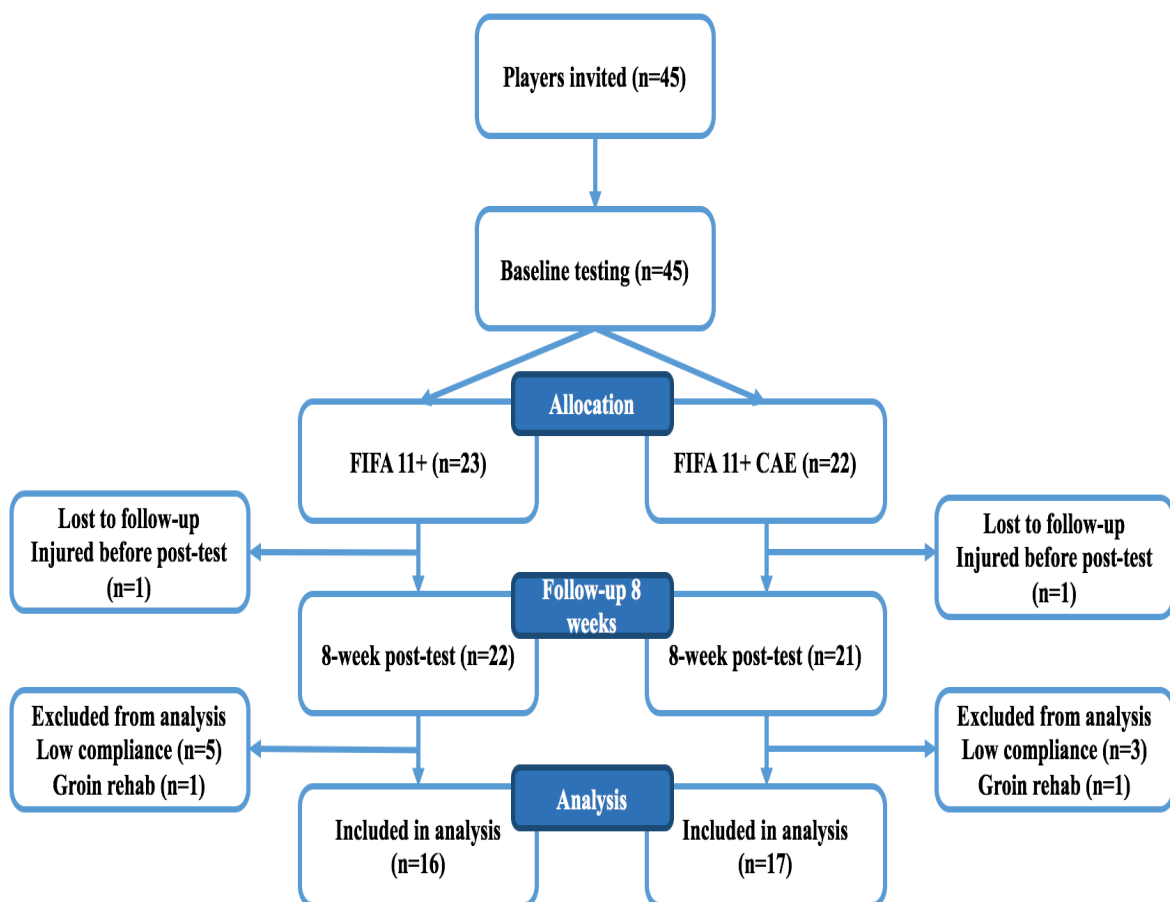 Players invited (n=45)
Baseline testing (n=45)
Allocation
FIFA 11+ (n=23)
FIFA 11+ CAE (n=22)
Lost to follow-up
Injured before post-test
(n=1)
Lost to follow-up
Injured before post-test
(n=1)
Follow-up 8
weeks
8-week post-test (n=22)
8-week post-test (n=21)
Excluded from analysis
Low compliance (n=5)
Groin rehab (n=1)
Excluded from analysis
Low compliance (n=3)
Groin rehab (n=1)
Analysis
Included in analysis
(n=16)
Included in analysis
(n=17)